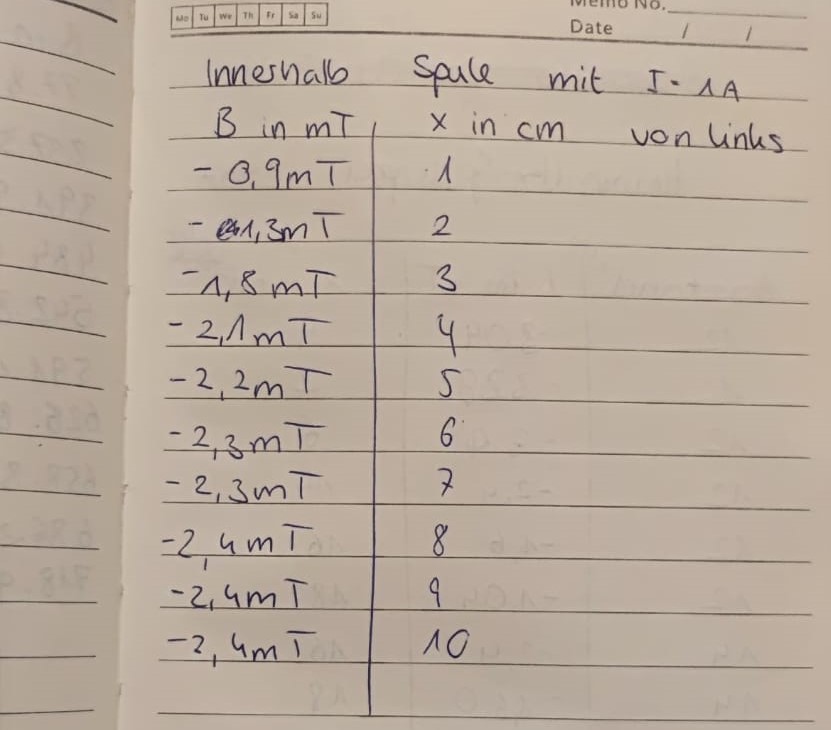 Mo Tu We Th Fr Sa Su
Memo No.
Date / /
Innerhalb Spule mit I = 1A
B in mT x in cm von links
- 0,9mT 1
- 1,3mT 2
-1,8mT 3
- 2,1mT 4
- 2,2mT 5
- 2,3mT 6
- 2,3mT 7
-2,4mT 8
-2,4mT 9
-2,4mT 10